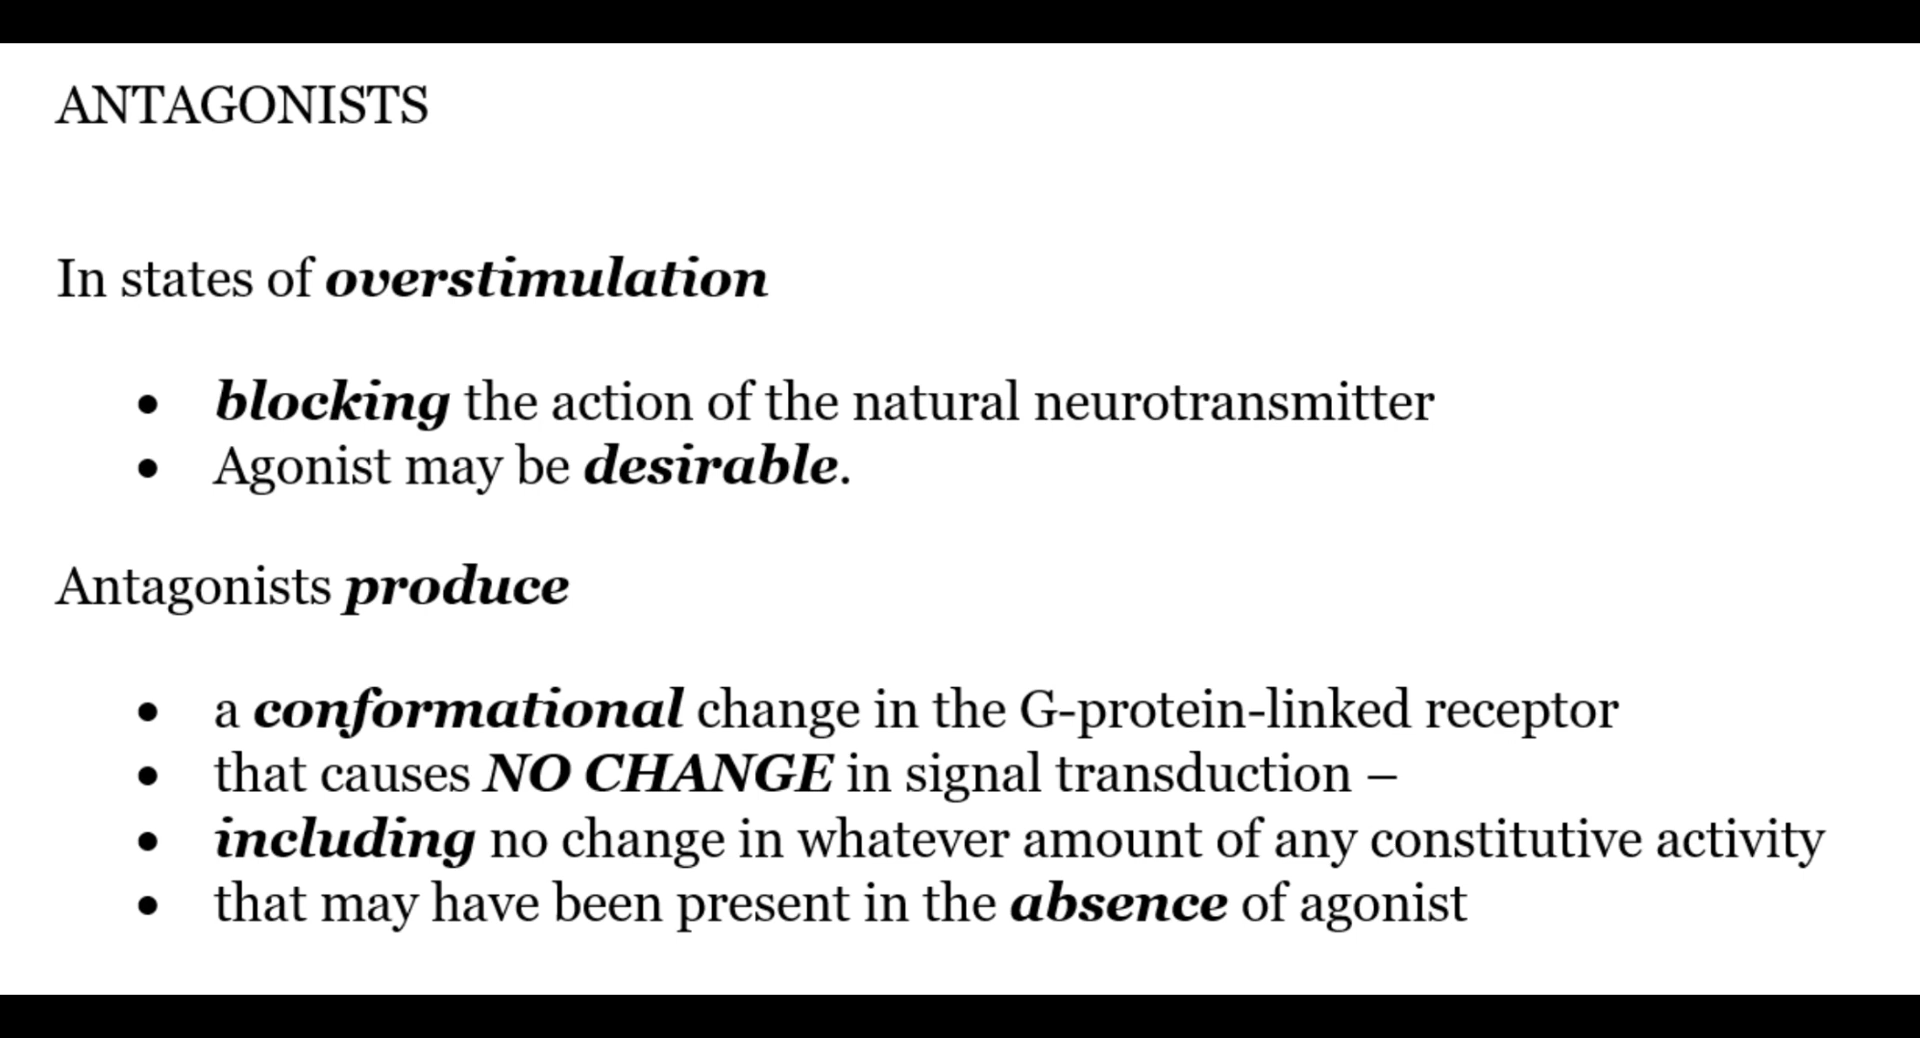 ANTAGONISTS
In states of overstimulation
• blocking the action of the natural neurotransmitter
• Agonist may be desirable.
Antagonists produce
• a conformational change in the G-protein-linked receptor
• that causes NO CHANGE in signal transduction –
• including no change in whatever amount of any constitutive activity
• that may have been present in the absence of agonist